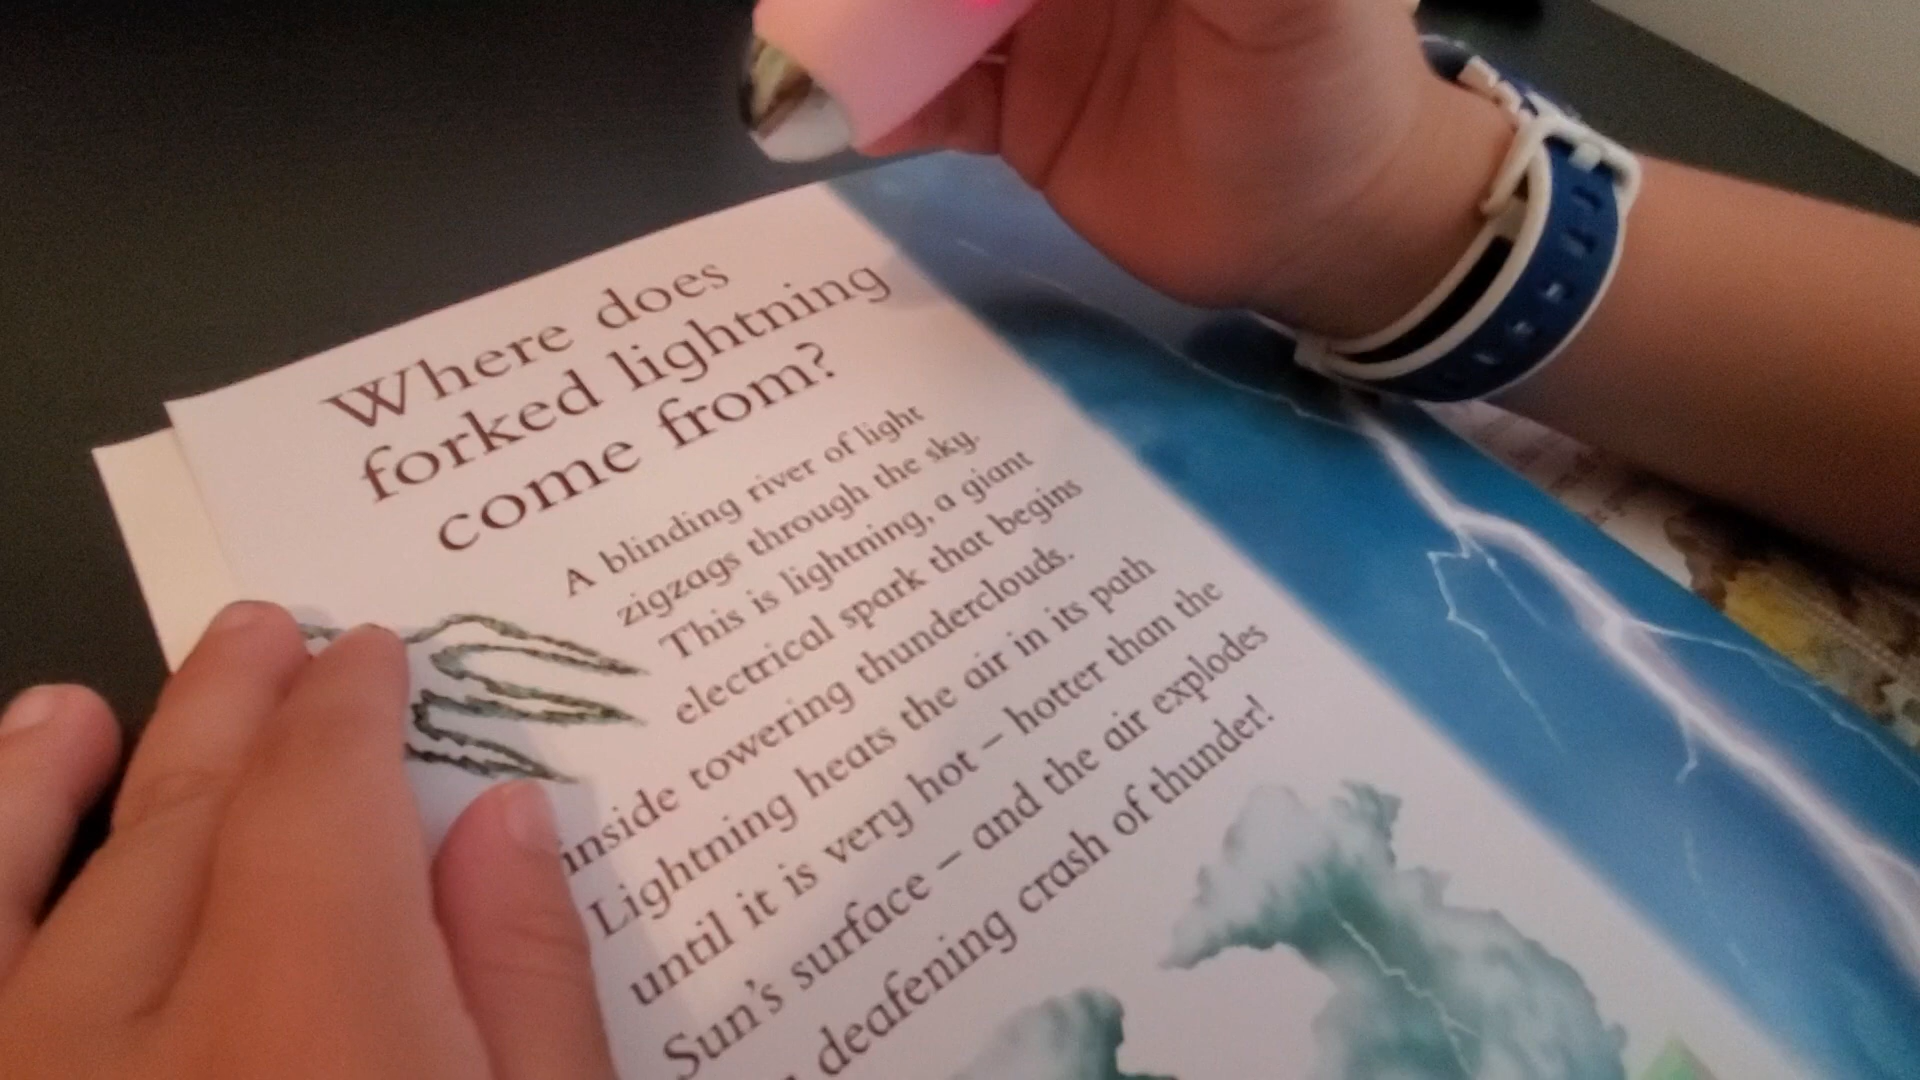 Where does
forked lightning
come from?
A blinding river of light
zigzags through the sky.
This is lightning, a giant
electrical spark that begins
inside towering thunderclouds.
Lightning heats the air in its path
until it is very hot – hotter than the
Sun's surface – and the air explodes
deafening crash of thunder!